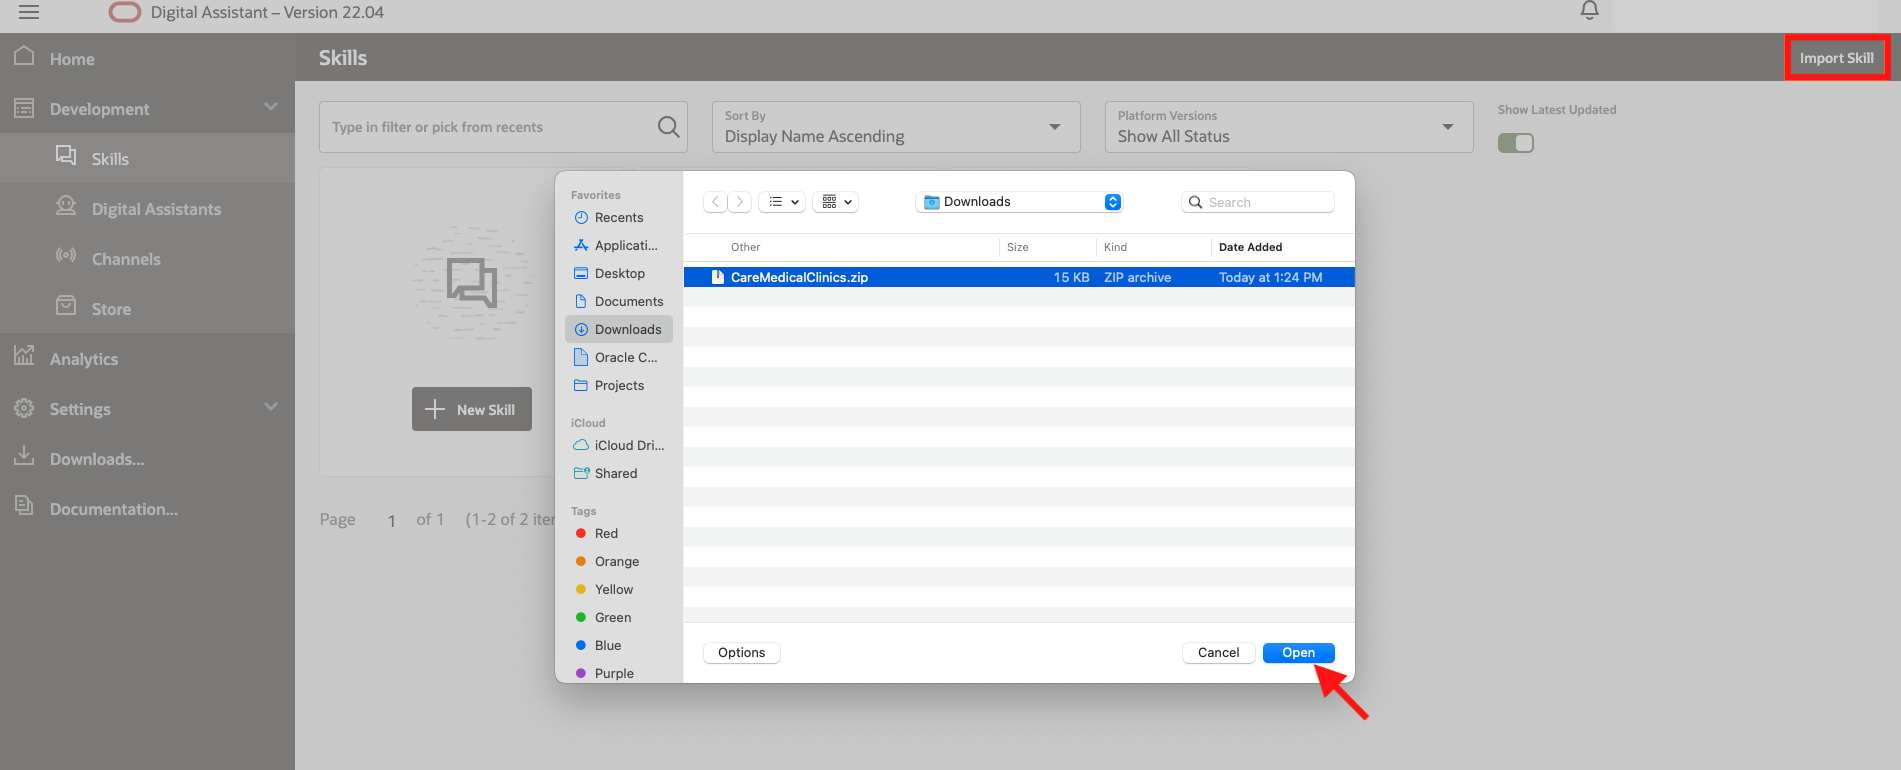 Digital Assistant – Version 22.04
Home
Development
Skills
Digital Assistants
Channels
Store
Analytics
Settings
Downloads...
Documentation...
Skills
Import Skill
Type in filter or pick from recents
Sort By
Display Name Ascending
Platform Versions
Show All Status
Show Latest Updated
New Skill
Page 1 of 1 (1-2 of 2 iter
Favorites
Recents
Applicati...
Desktop
Documents
Downloads
Oracle C...
Projects
iCloud
iCloud Dri...
Shared
Tags
Red
Orange
Yellow
Green
Blue
Purple
Downloads
Search
Other Size Kind Date Added
CareMedicalClinics.zip 15 KB ZIP archive Today at 1:24 PM
Options
Cancel
Open